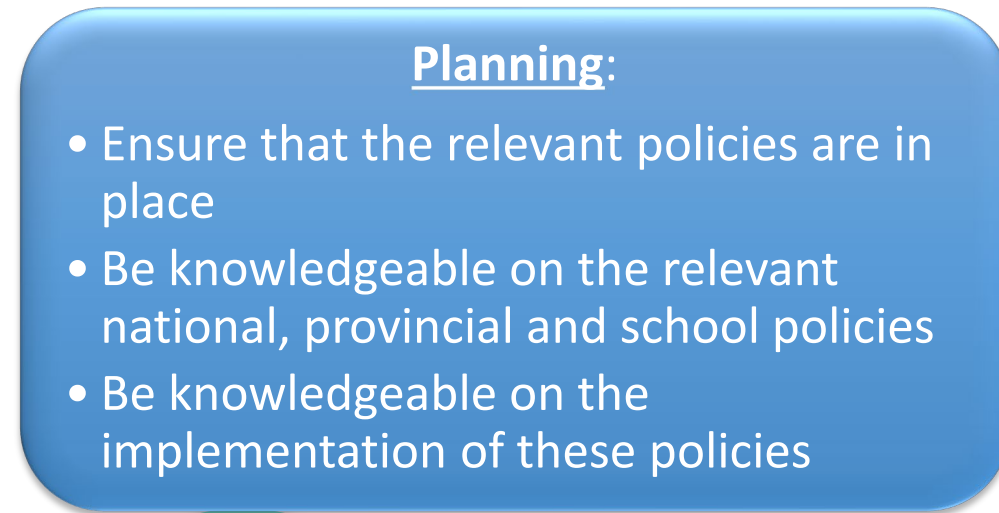 Planning:
• Ensure that the relevant policies are in
place
• Be knowledgeable on the relevant
national, provincial and school policies
• Be knowledgeable on the
implementation of these policies